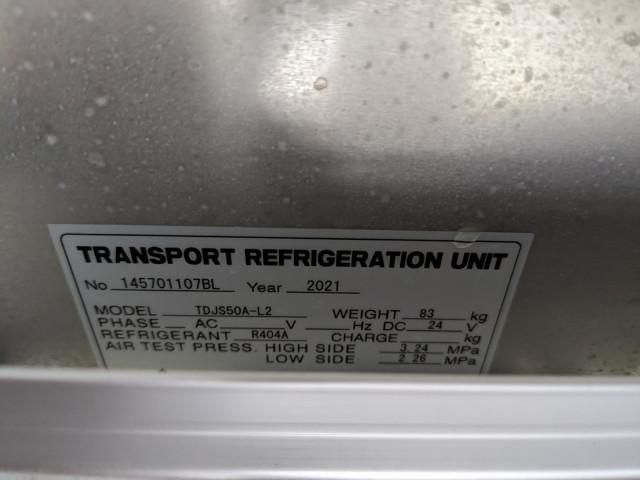 TRANSPORT REFRIGERATION UNIT
No 145701107BL Year 2021
MODEL TDJS50A-L2 WEIGHT 83 kg
PHASE AC V Hz DC 24 V
REFRIGERANT R404A CHARGE kg
AIR TEST PRESS. HIGH SIDE 3.24 MPa
LOW SIDE 2.26 MPa